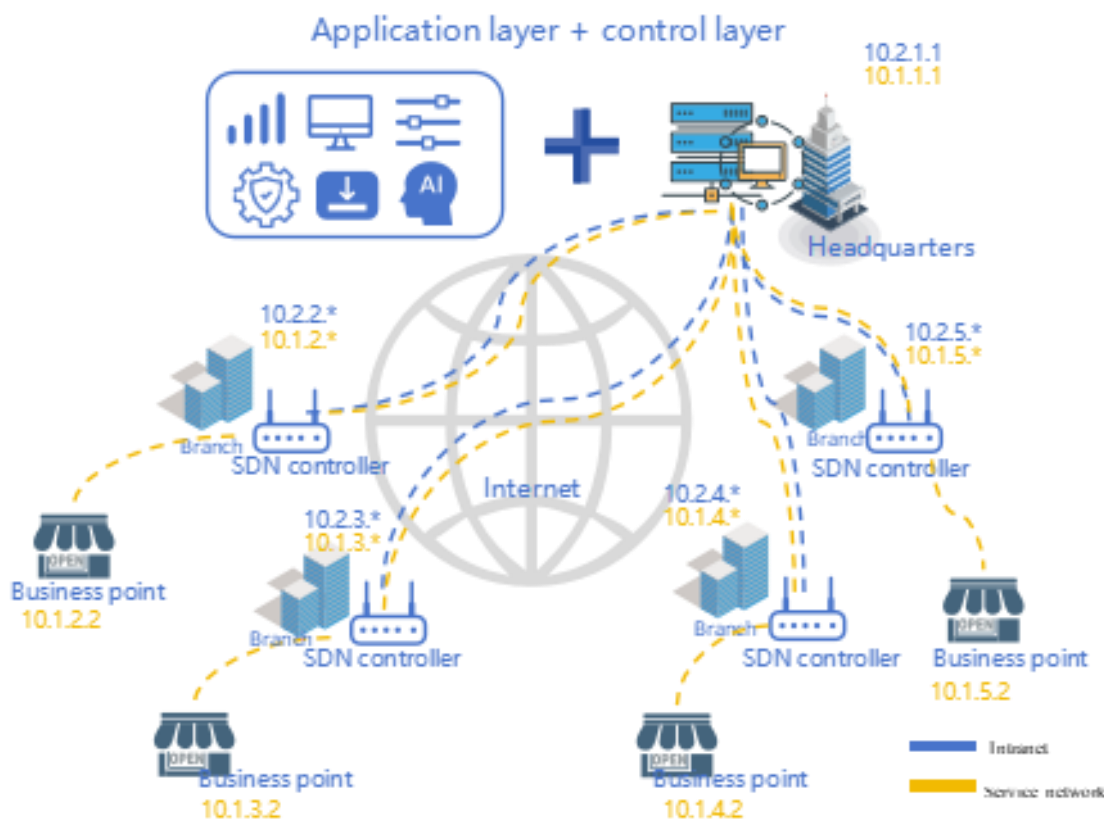 Application layer + control layer
10.2.1.1
10.1.1.1
AI
Headquarters
10.2.2.*
10.1.2.*
Branch
SDN controller
10.2.5.*
10.1.5.*
Branch
SDN controller
Internet
10.2.3.*
10.1.3.*
Branch
SDN controller
10.2.4.*
10.1.4.*
Branch
SDN controller
OPEN
Business point
10.1.2.2
OPEN
Business point
10.1.5.2
OPEN
Business point
10.1.3.2
OPEN
Business point
10.1.4.2
Intranet
Service network